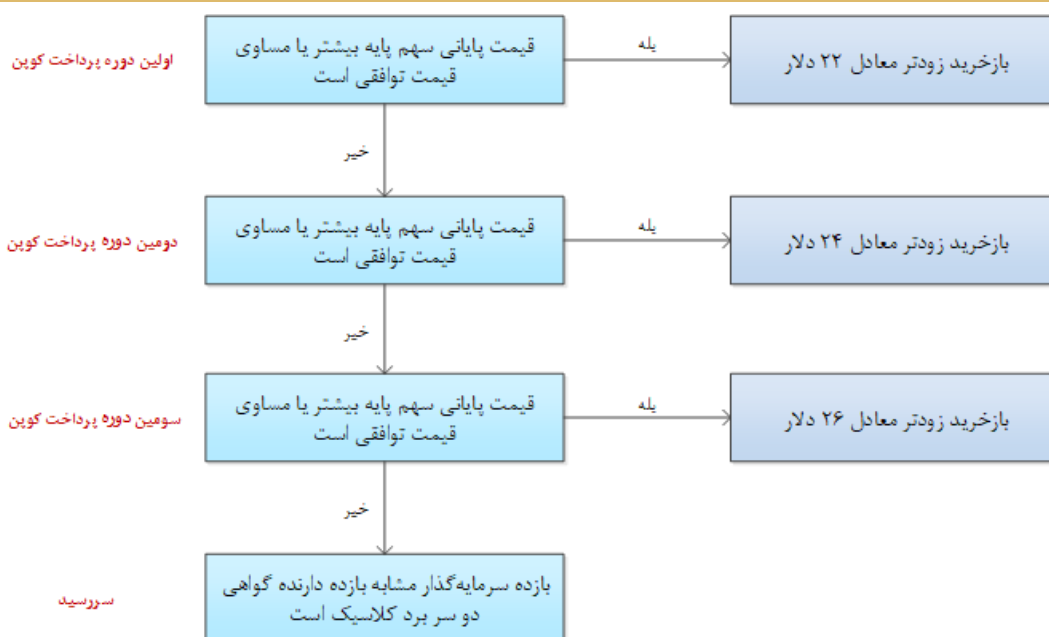 اولین دوره پرداخت کوپن
قیمت پایانی سهم پایه بیشتر یا مساوی
قیمت توافقی است
یله
بازخرید زودتر معادل ۲۲ دلار
خیر
دومین دوره پرداخت کوپن
قیمت پایانی سهم پایه بیشتر یا مساوی
قیمت توافقی است
یله
بازخرید زودتر معادل ۲۴ دلار
خیر
سومین دوره پرداخت کوپن
قیمت پایانی سهم پایه بیشتر یا مساوی
قیمت توافقی است
یله
بازخرید زودتر معادل ۲۶ دلار
خیر
سررسید
بازده سرمایه‌گذار مشابه بازده دارنده گواهی
دو سر برد کلاسیک است